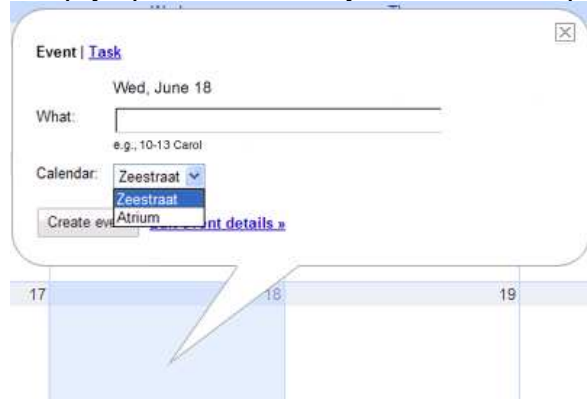 Event | Task
Wed, June 18
What:
e.g., 10-13 Carol
Calendar: Zeestraat
Zeestraat
Atrium
Create eve event details »
17 18 19